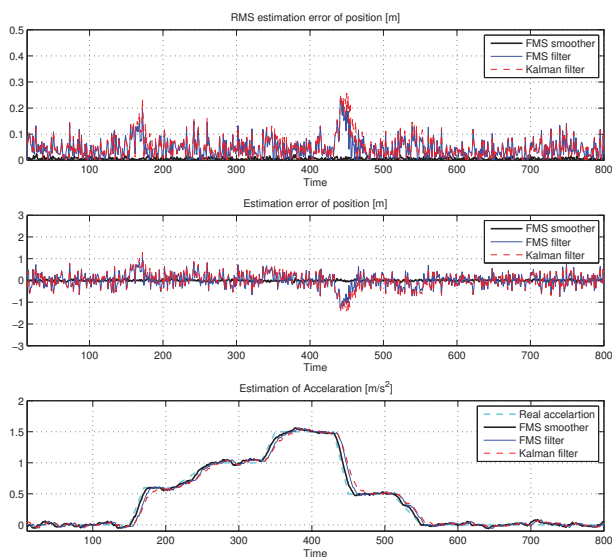 RMS estimation error of position [m]
0.5
0.4
0.3
0.2
0.1
0
FMS smoother
FMS filter
Kalman filter
100 200 300 400 500 600 700 800
Time
Estimation error of position [m]
3
2
1
0
−1
−2
−3
FMS smoother
FMS filter
Kalman filter
100 200 300 400 500 600 700 800
Time
Estimation of Accelaration [m/s²]
2
1.5
1
0.5
0
Real accelartion
FMS smoother
FMS filter
Kalman filter
100 200 300 400 500 600 700 800
Time